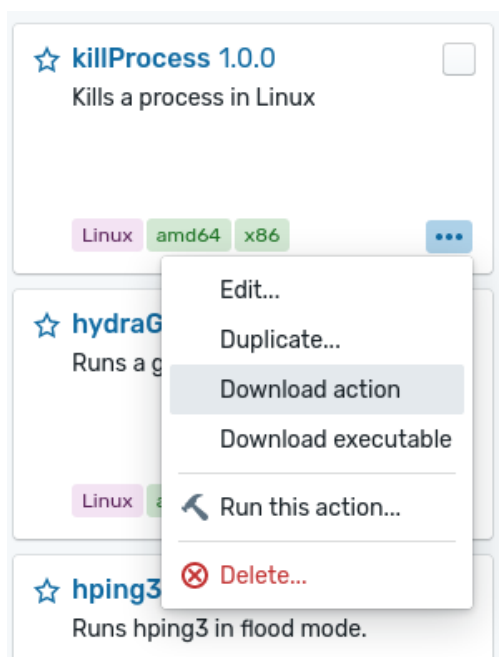 killProcess 1.0.0
Kills a process in Linux
Linux amd64 x86
Edit...
Duplicate...
Download action
Download executable
Run this action...
Delete...
hydraG
Runs a g
Linux
hping3
Runs hping3 in flood mode.